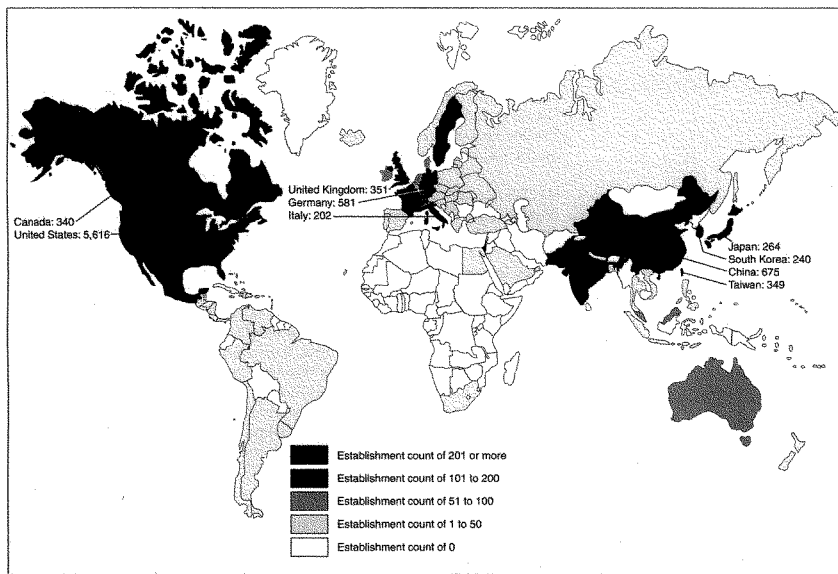 United Kingdom: 351
Germany: 581
Italy: 202
Canada: 340
United States: 5,616
Japan: 264
South Korea: 240
China: 675
Taiwan: 349
Establishment count of 201 or more
Establishment count of 101 to 200
Establishment count of 51 to 100
Establishment count of 1 to 50
Establishment count of 0